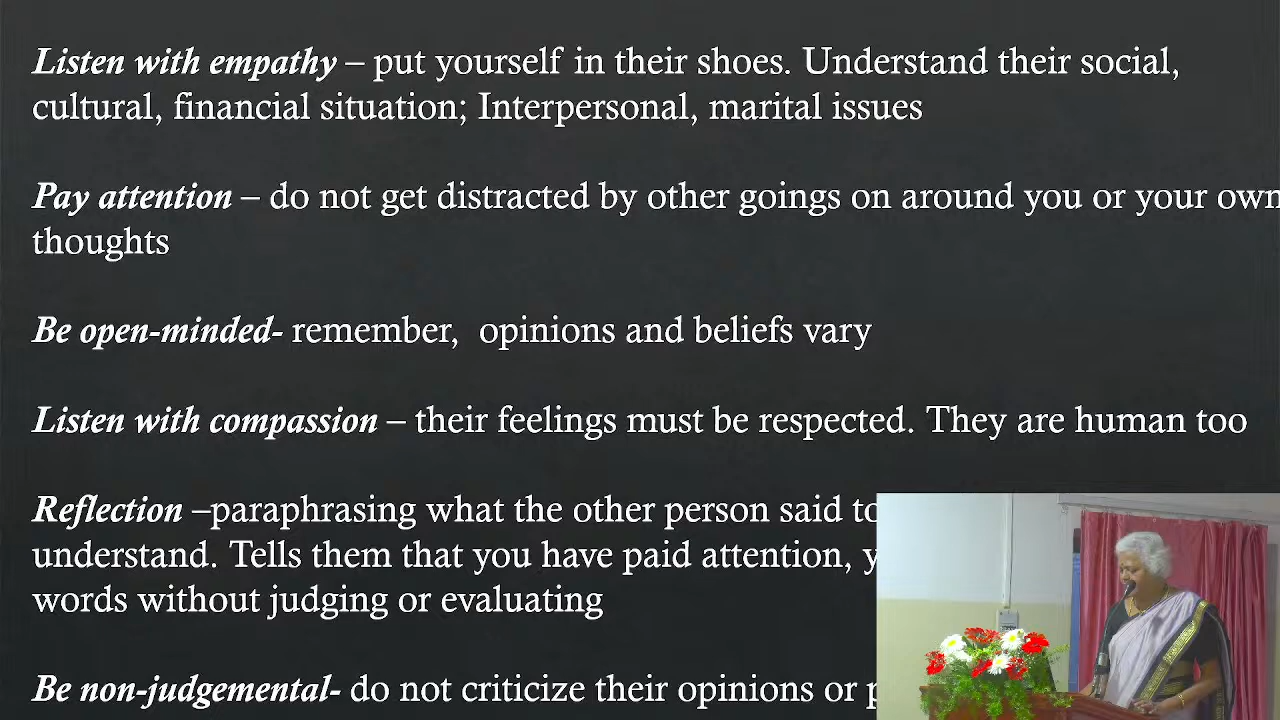 Listen with empathy – put yourself in their shoes. Understand their social,
cultural, financial situation; Interpersonal, marital issues
Pay attention – do not get distracted by other goings on around you or your own
thoughts
Be open-minded- remember,  opinions and beliefs vary
Listen with compassion – their feelings must be respected. They are human too
Reflection –paraphrasing what the other person said to
understand. Tells them that you have paid attention,
words without judging or evaluating
Be non-judgemental- do not criticize their opinions or